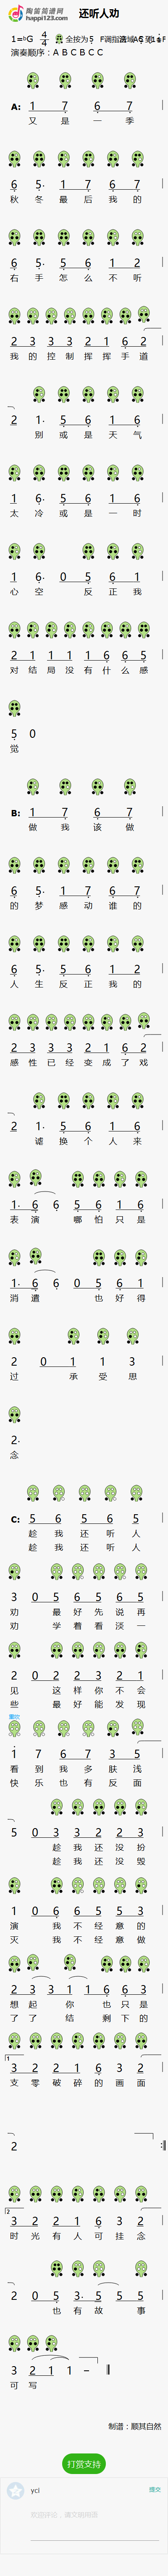 陶笛简谱网
happi123.com
还听人劝
1=♭G 4/4
全按为5
演奏顺序：A B C B C C
A: 1 7 6 7
又 是 一 季
6 5· 1 7 6 7
秋 冬 最 后 我 的
6 5· 5 6 1 2
右 手 怎 么 不 听
2 3 3 3 2 1 6 2
我 的 控 制 挥 挥 手 道
2 1· 5 6 1 6
别 或 是 天 气
1 6· 5 6 1 6
太 冷 或 是 一 时
1 6· 0 5 6 1
心 空 反 正 我
2 1 1 1 1 6 6 5
对 结 局 没 有 什 么 感
5 0
觉
B: 1 7 6 7
做 我 该 做
6 5· 1 7 6 7
的 梦 感 动 谁 的
6 5· 5 6 1 2
人 生 反 正 我 的
2 3 3 3 2 1 6 2
感 性 已 经 变 成 了 戏
2 1· 5 6 1 6
谁 换 个 人 来
1· 6 6 5 6 1 6
表 演 哪 怕 只 是
1· 6 6 0 5 6 1
消 遣 也 好 得
2 0 1 1 3
过 承 受 思
2·
念
C: 5 6 5 6 5
趁 我 还 听 人
趁 我 还 听 人
3 0 5 6 5 6 5
劝 最 好 先 说 再
劝 学 着 看 淡 一
2 0 2 2 3 2 1
见 这 样 你 不 会
些 最 好 能 发 现
重吹
1 7 6 7 3 5
看 到 我 多 肤 浅
快 乐 也 有 反 面
5 0 3 3 2 2 3
趁 我 还 没 扮
趁 我 还 没 毁
1 0 6 6 5 5 3
演 我 不 经 意 的
灭 我 不 经 意 做
2 3 3 1 1 6 6 3
想 起 你 也 只 是
了 了 结 剩 下 的
1
3 2 2 1 6 3 2
支 零 破 碎 的 画 面
2
2
3 2 2 1 6 3 2
时 光 有 人 可 挂 念
2 0 5 3· 5 5 5
也 有 故 事
3 2 1 1 –
可 写
制谱：顺其自然
打赏支持
yci
提交